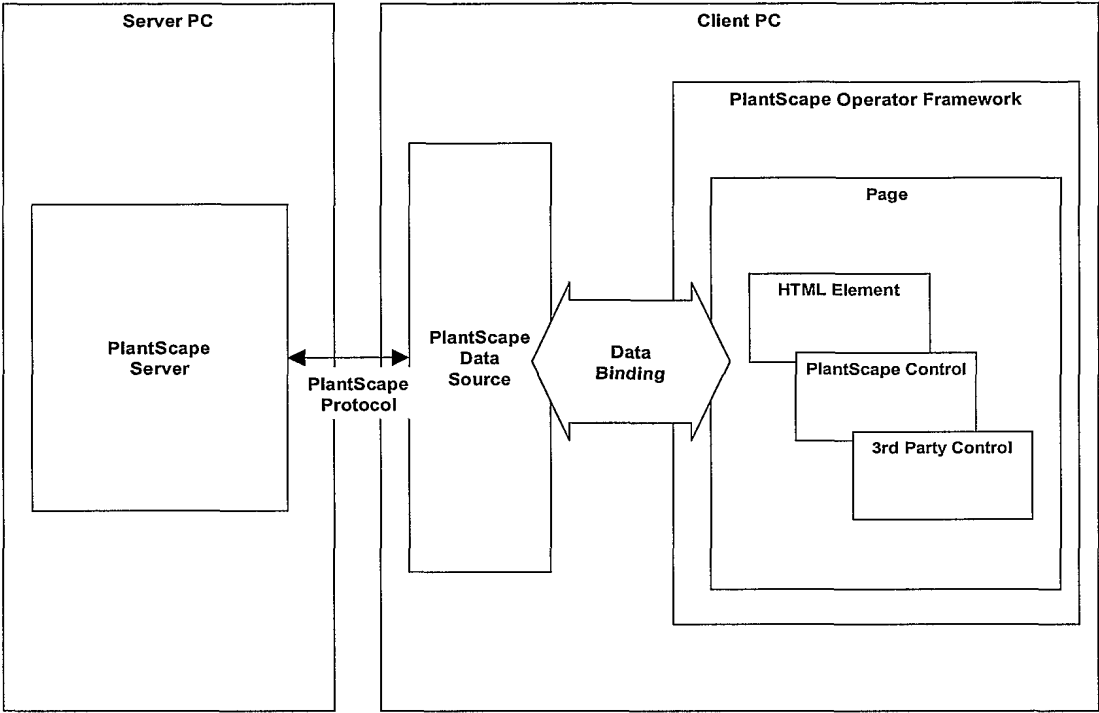 Server PC
Client PC
PlantScape Operator Framework
Page
HTML Element
PlantScape
Server
PlantScape
Protocol
PlantScape
Data
Source
Data
Binding
PlantScape Control
3rd Party Control